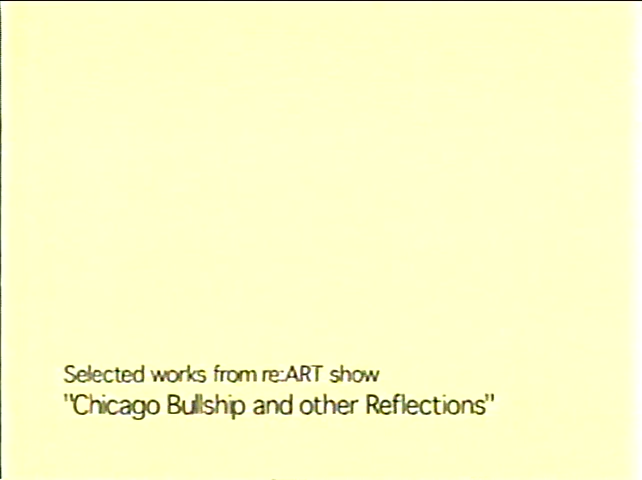 Selected works from re:ART show
"Chicago Bullship and other Reflections"